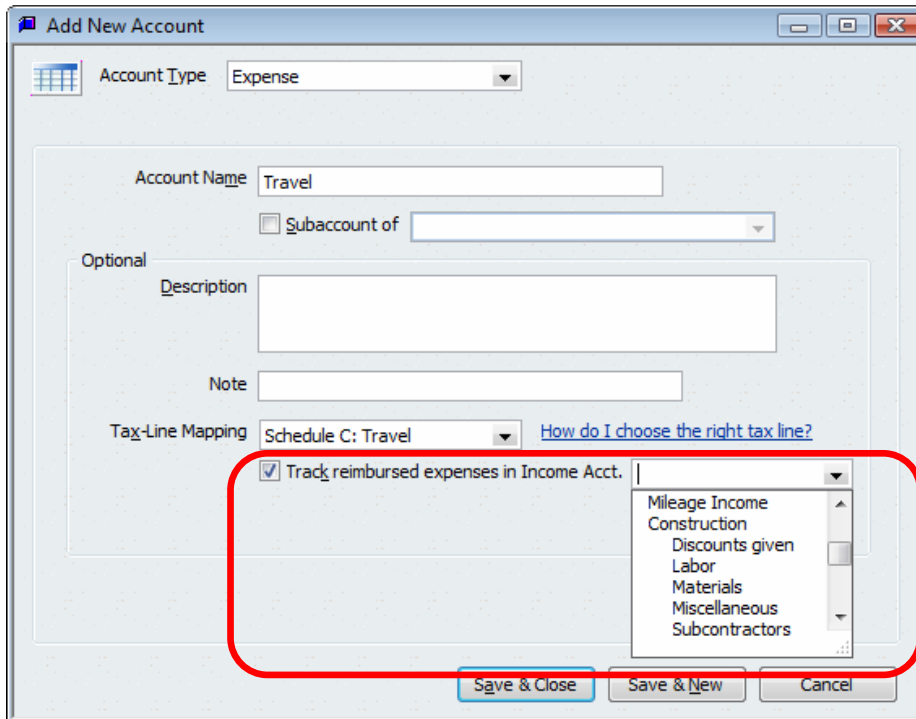 Add New Account
Account Type Expense
Account Name Travel
Subaccount of
Optional
Description
Note
Tax-Line Mapping Schedule C: Travel How do I choose the right tax line?
Track reimbursed expenses in Income Acct.
Mileage Income
Construction
Discounts given
Labor
Materials
Miscellaneous
Subcontractors
Save & Close Save & New Cancel